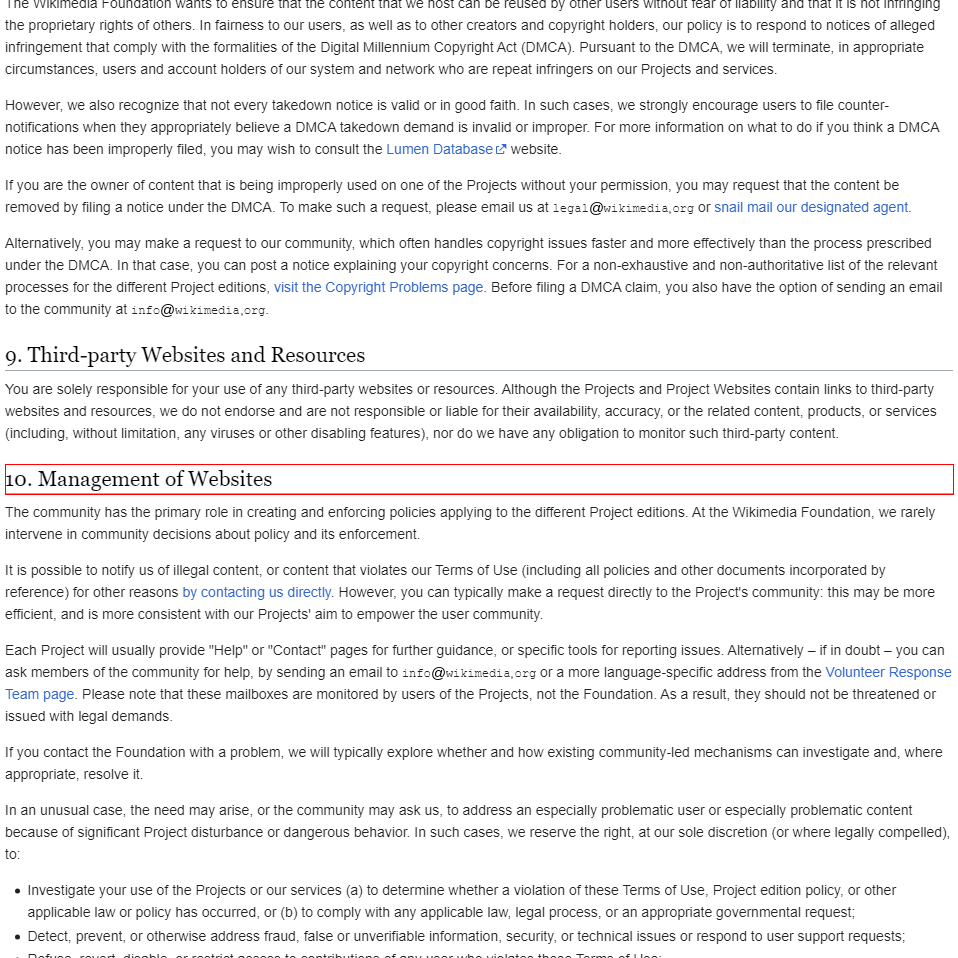 The Wikimedia Foundation wants to ensure that the content that we host can be reused by other users without fear of liability and that it is not infringing
the proprietary rights of others. In fairness to our users, as well as to other creators and copyright holders, our policy is to respond to notices of alleged
infringement that comply with the formalities of the Digital Millennium Copyright Act (DMCA). Pursuant to the DMCA, we will terminate, in appropriate
circumstances, users and account holders of our system and network who are repeat infringers on our Projects and services.
However, we also recognize that not every takedown notice is valid or in good faith. In such cases, we strongly encourage users to file counter-
notifications when they appropriately believe a DMCA takedown demand is invalid or improper. For more information on what to do if you think a DMCA
notice has been improperly filed, you may wish to consult the Lumen Database website.
If you are the owner of content that is being improperly used on one of the Projects without your permission, you may request that the content be
removed by filing a notice under the DMCA. To make such a request, please email us at legal@wikimedia.org or snail mail our designated agent.
Alternatively, you may make a request to our community, which often handles copyright issues faster and more effectively than the process prescribed
under the DMCA. In that case, you can post a notice explaining your copyright concerns. For a non-exhaustive and non-authoritative list of the relevant
processes for the different Project editions, visit the Copyright Problems page. Before filing a DMCA claim, you also have the option of sending an email
to the community at info@wikimedia.org.
9. Third-party Websites and Resources
You are solely responsible for your use of any third-party websites or resources. Although the Projects and Project Websites contain links to third-party
websites and resources, we do not endorse and are not responsible or liable for their availability, accuracy, or the related content, products, or services
(including, without limitation, any viruses or other disabling features), nor do we have any obligation to monitor such third-party content.
10. Management of Websites
The community has the primary role in creating and enforcing policies applying to the different Project editions. At the Wikimedia Foundation, we rarely
intervene in community decisions about policy and its enforcement.
It is possible to notify us of illegal content, or content that violates our Terms of Use (including all policies and other documents incorporated by
reference) for other reasons by contacting us directly. However, you can typically make a request directly to the Project's community: this may be more
efficient, and is more consistent with our Projects' aim to empower the user community.
Each Project will usually provide "Help" or "Contact" pages for further guidance, or specific tools for reporting issues. Alternatively – if in doubt – you can
ask members of the community for help, by sending an email to info@wikimedia.org or a more language-specific address from the Volunteer Response
Team page. Please note that these mailboxes are monitored by users of the Projects, not the Foundation. As a result, they should not be threatened or
issued with legal demands.
If you contact the Foundation with a problem, we will typically explore whether and how existing community-led mechanisms can investigate and, where
appropriate, resolve it.
In an unusual case, the need may arise, or the community may ask us, to address an especially problematic user or especially problematic content
because of significant Project disturbance or dangerous behavior. In such cases, we reserve the right, at our sole discretion (or where legally compelled),
to:
• Investigate your use of the Projects or our services (a) to determine whether a violation of these Terms of Use, Project edition policy, or other
applicable law or policy has occurred, or (b) to comply with any applicable law, legal process, or an appropriate governmental request;
• Detect, prevent, or otherwise address fraud, false or unverifiable information, security, or technical issues or respond to user support requests;
• Refuse, revert, disable, or restrict access to contributions of any user who violates these Terms of Use;